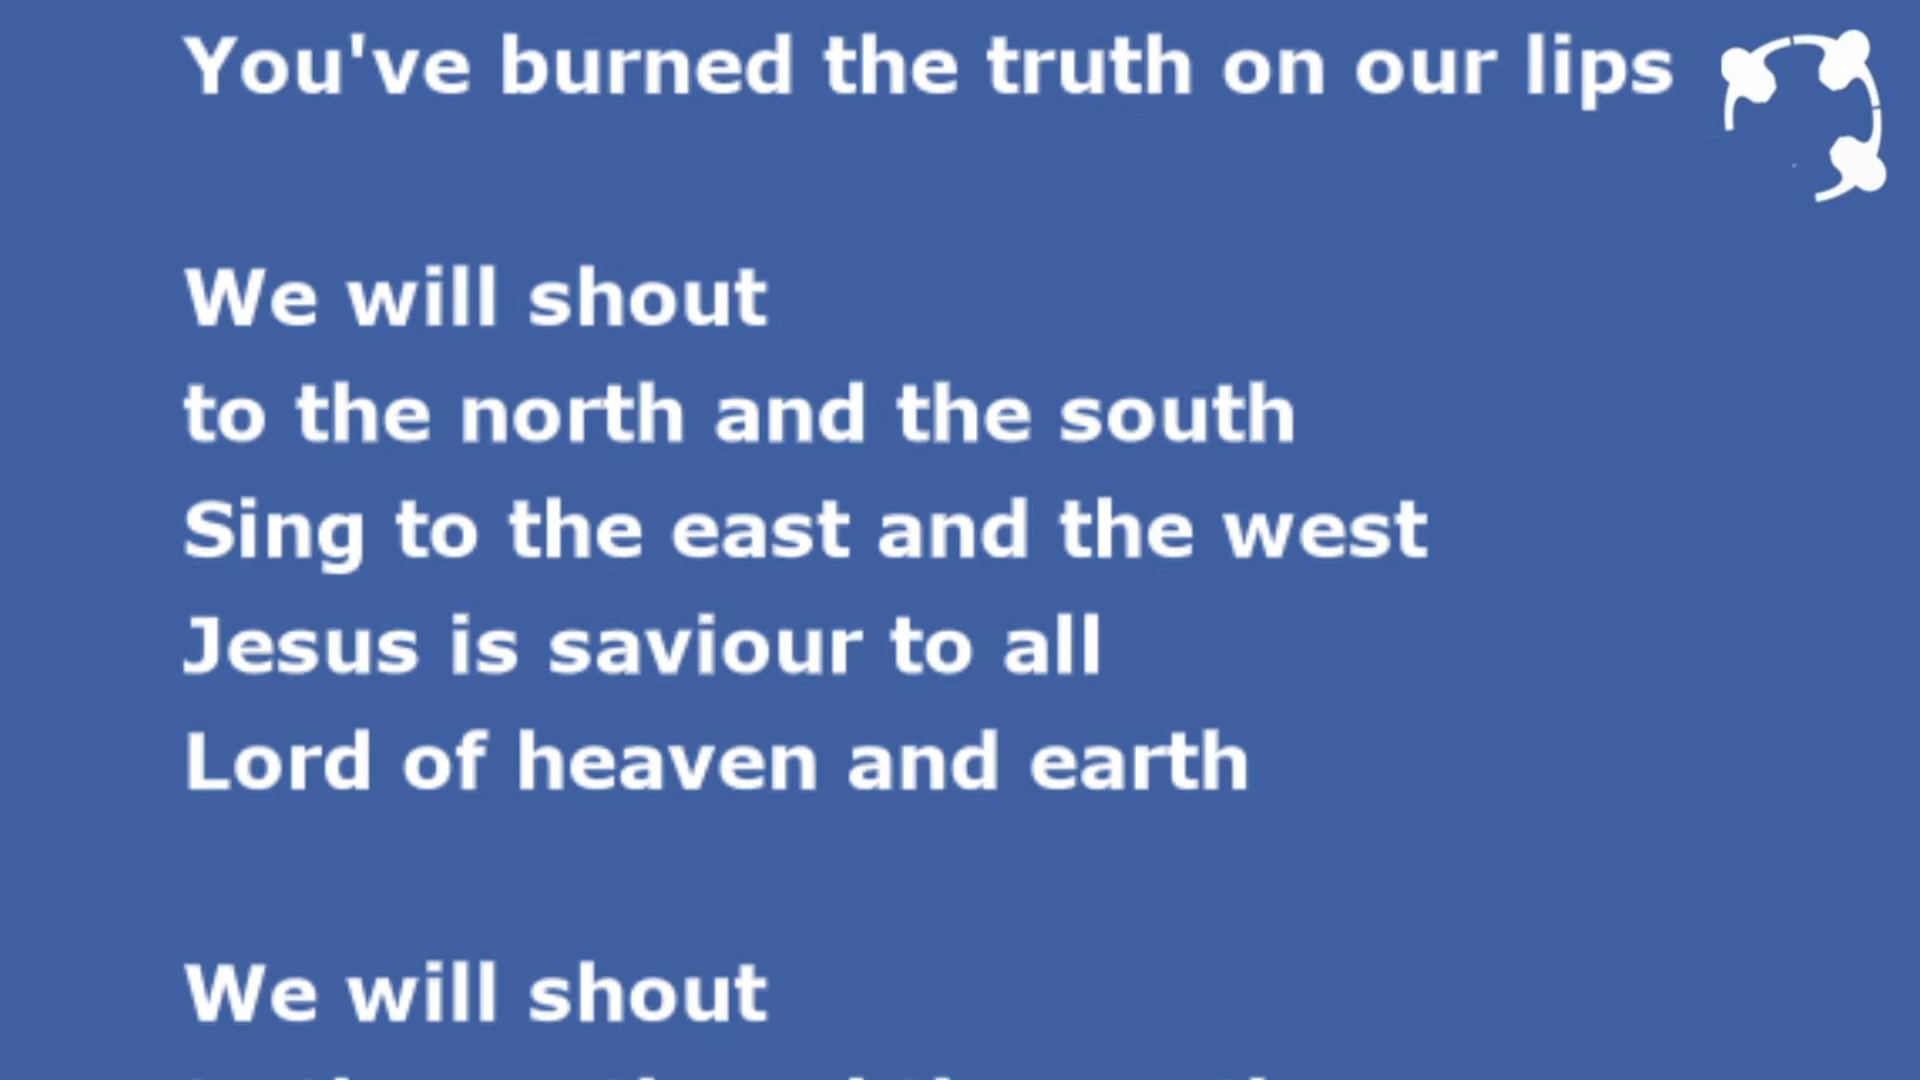 You've burned the truth on our lips
We will shout
to the north and the south
Sing to the east and the west
Jesus is saviour to all
Lord of heaven and earth
We will shout